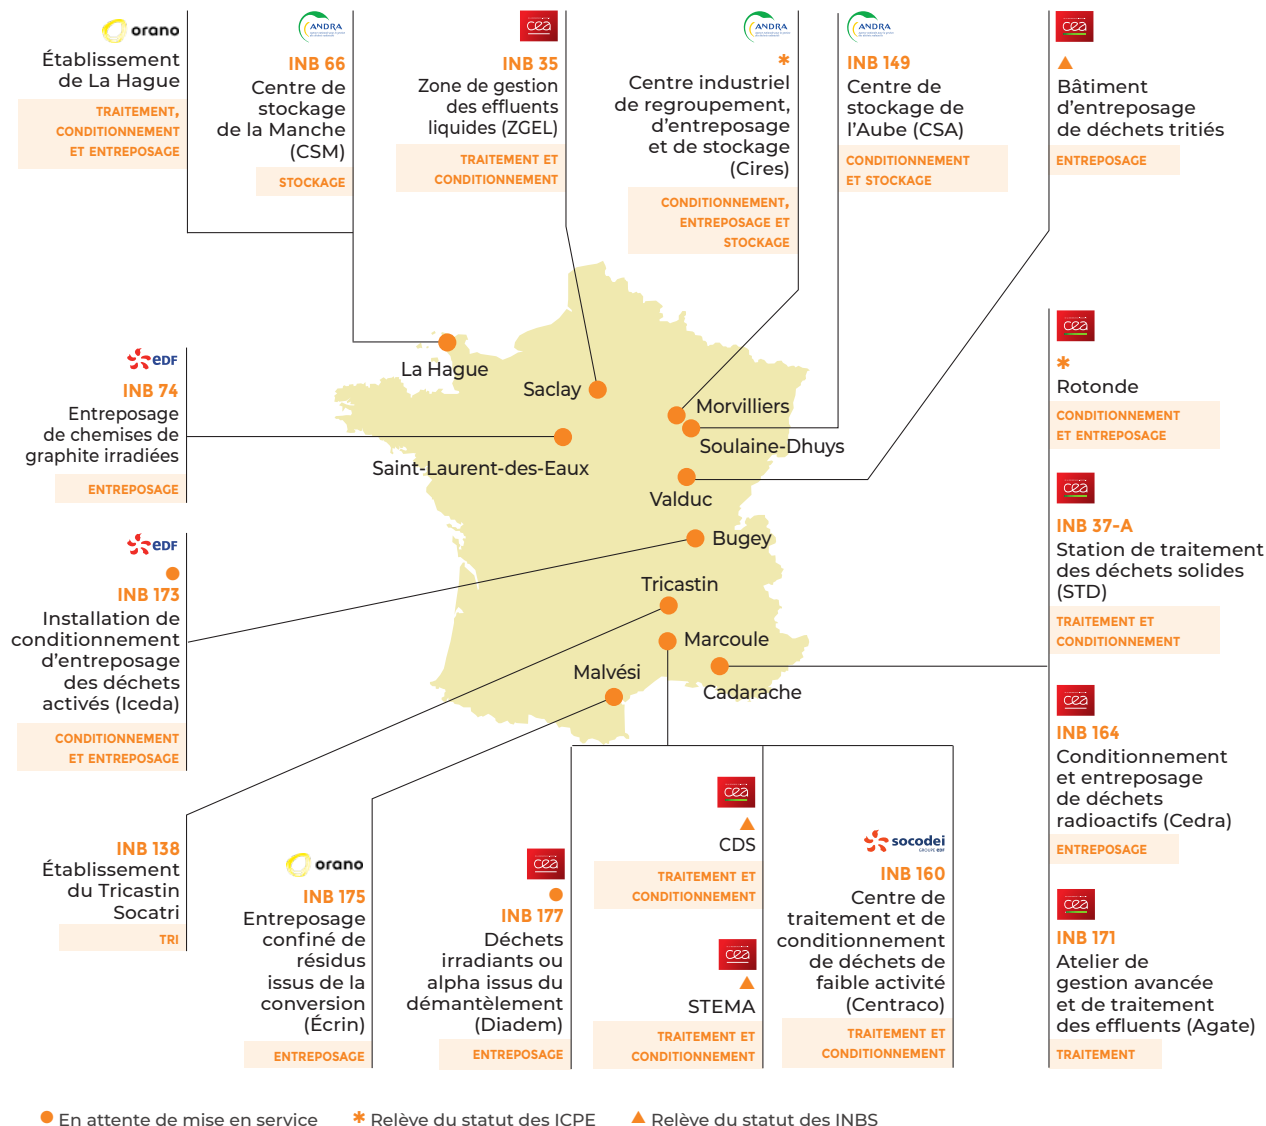 orano
Établissement
de La Hague
TRAITEMENT,
CONDITIONNEMENT
ET ENTREPOSAGE
ANDRA
INB 66
Centre de
stockage
de la Manche
(CSM)
STOCKAGE
cea
INB 35
Zone de gestion
des effluents
liquides (ZGEL)
TRAITEMENT ET
CONDITIONNEMENT
ANDRA
*
Centre industriel
de regroupement,
d’entreposage
et de stockage
(Cires)
CONDITIONNEMENT,
ENTREPOSAGE ET
STOCKAGE
ANDRA
INB 149
Centre de
stockage de
l’Aube (CSA)
CONDITIONNEMENT
ET STOCKAGE
cea
▲
Bâtiment
d’entreposage
de déchets tritiés
ENTREPOSAGE
La Hague
Saclay
Morvilliers
Soulaine-Dhuys
Saint-Laurent-des-Eaux
Valduc
Bugey
Tricastin
Marcoule
Malvési
Cadarache
eDF
INB 74
Entreposage
de chemises de
graphite irradiées
ENTREPOSAGE
eDF
●
INB 173
Installation de
conditionnement
d’entreposage
des déchets
activés (Iceda)
CONDITIONNEMENT
ET ENTREPOSAGE
INB 138
Établissement
du Tricastin
Socatri
TRI
orano
INB 175
Entreposage
confiné de
résidus
issus de la
conversion
(Écrin)
ENTREPOSAGE
cea
●
INB 177
Déchets
irradiants ou
alpha issus du
démantèlement
(Diadem)
ENTREPOSAGE
cea
▲
CDS
TRAITEMENT ET
CONDITIONNEMENT
cea
▲
STEMA
TRAITEMENT ET
CONDITIONNEMENT
socodei
GROUPE eDF
INB 160
Centre de
traitement et de
conditionnement
de déchets de
faible activité
(Centraco)
TRAITEMENT ET
CONDITIONNEMENT
cea
*
Rotonde
CONDITIONNEMENT
ET ENTREPOSAGE
cea
INB 37-A
Station de traitement
des déchets solides
(STD)
TRAITEMENT ET
CONDITIONNEMENT
cea
INB 164
Conditionnement
et entreposage
de déchets
radioactifs (Cedra)
ENTREPOSAGE
cea
INB 171
Atelier de
gestion avancée
et de traitement
des effluents (Agate)
TRAITEMENT
● En attente de mise en service * Relève du statut des ICPE ▲ Relève du statut des INBS